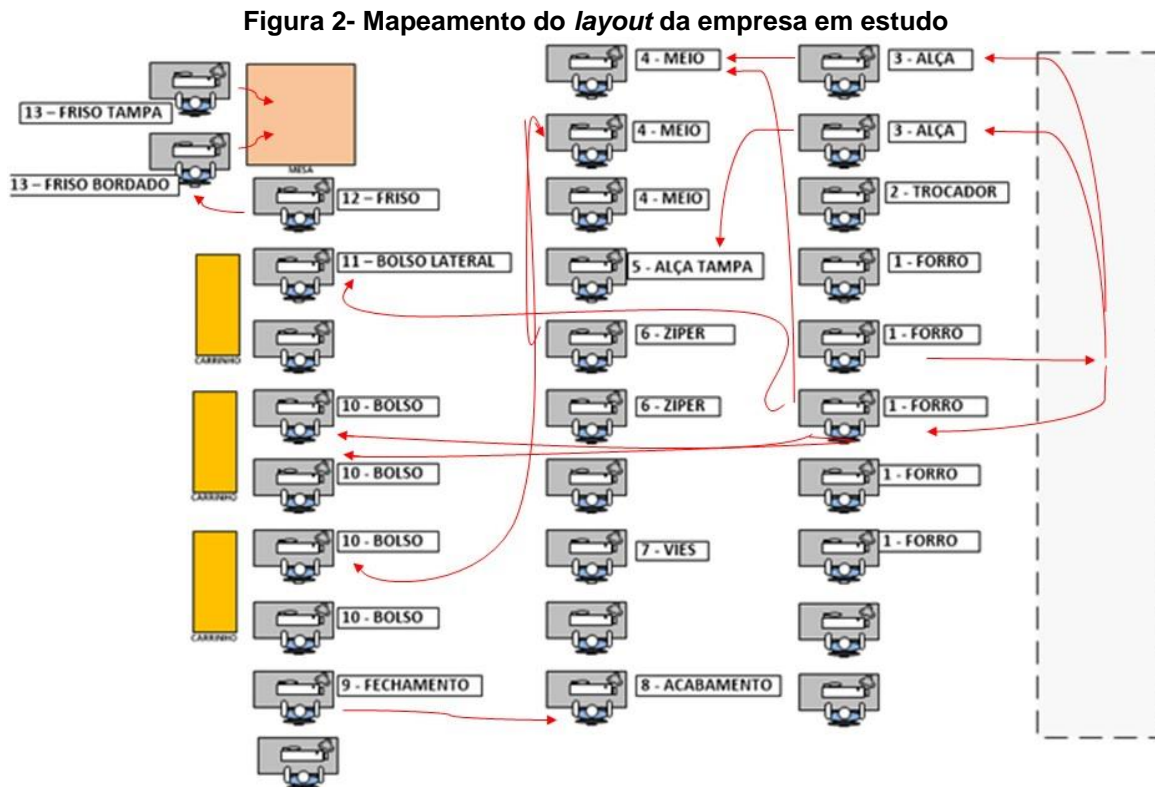 Figura 2- Mapeamento do layout da empresa em estudo
4 - MEIO
3 - ALÇA
13 – FRISO TAMPA
4 - MEIO
3 - ALÇA
MESA
13 – FRISO BORDADO
12 – FRISO
4 - MEIO
2 - TROCADOR
11 – BOLSO LATERAL
5 - ALÇA TAMPA
1 - FORRO
6 - ZIPER
1 - FORRO
CARRINHO
10 - BOLSO
6 - ZIPER
1 - FORRO
10 - BOLSO
1 - FORRO
CARRINHO
10 - BOLSO
7 - VIES
1 - FORRO
10 - BOLSO
CARRINHO
9 - FECHAMENTO
8 - ACABAMENTO